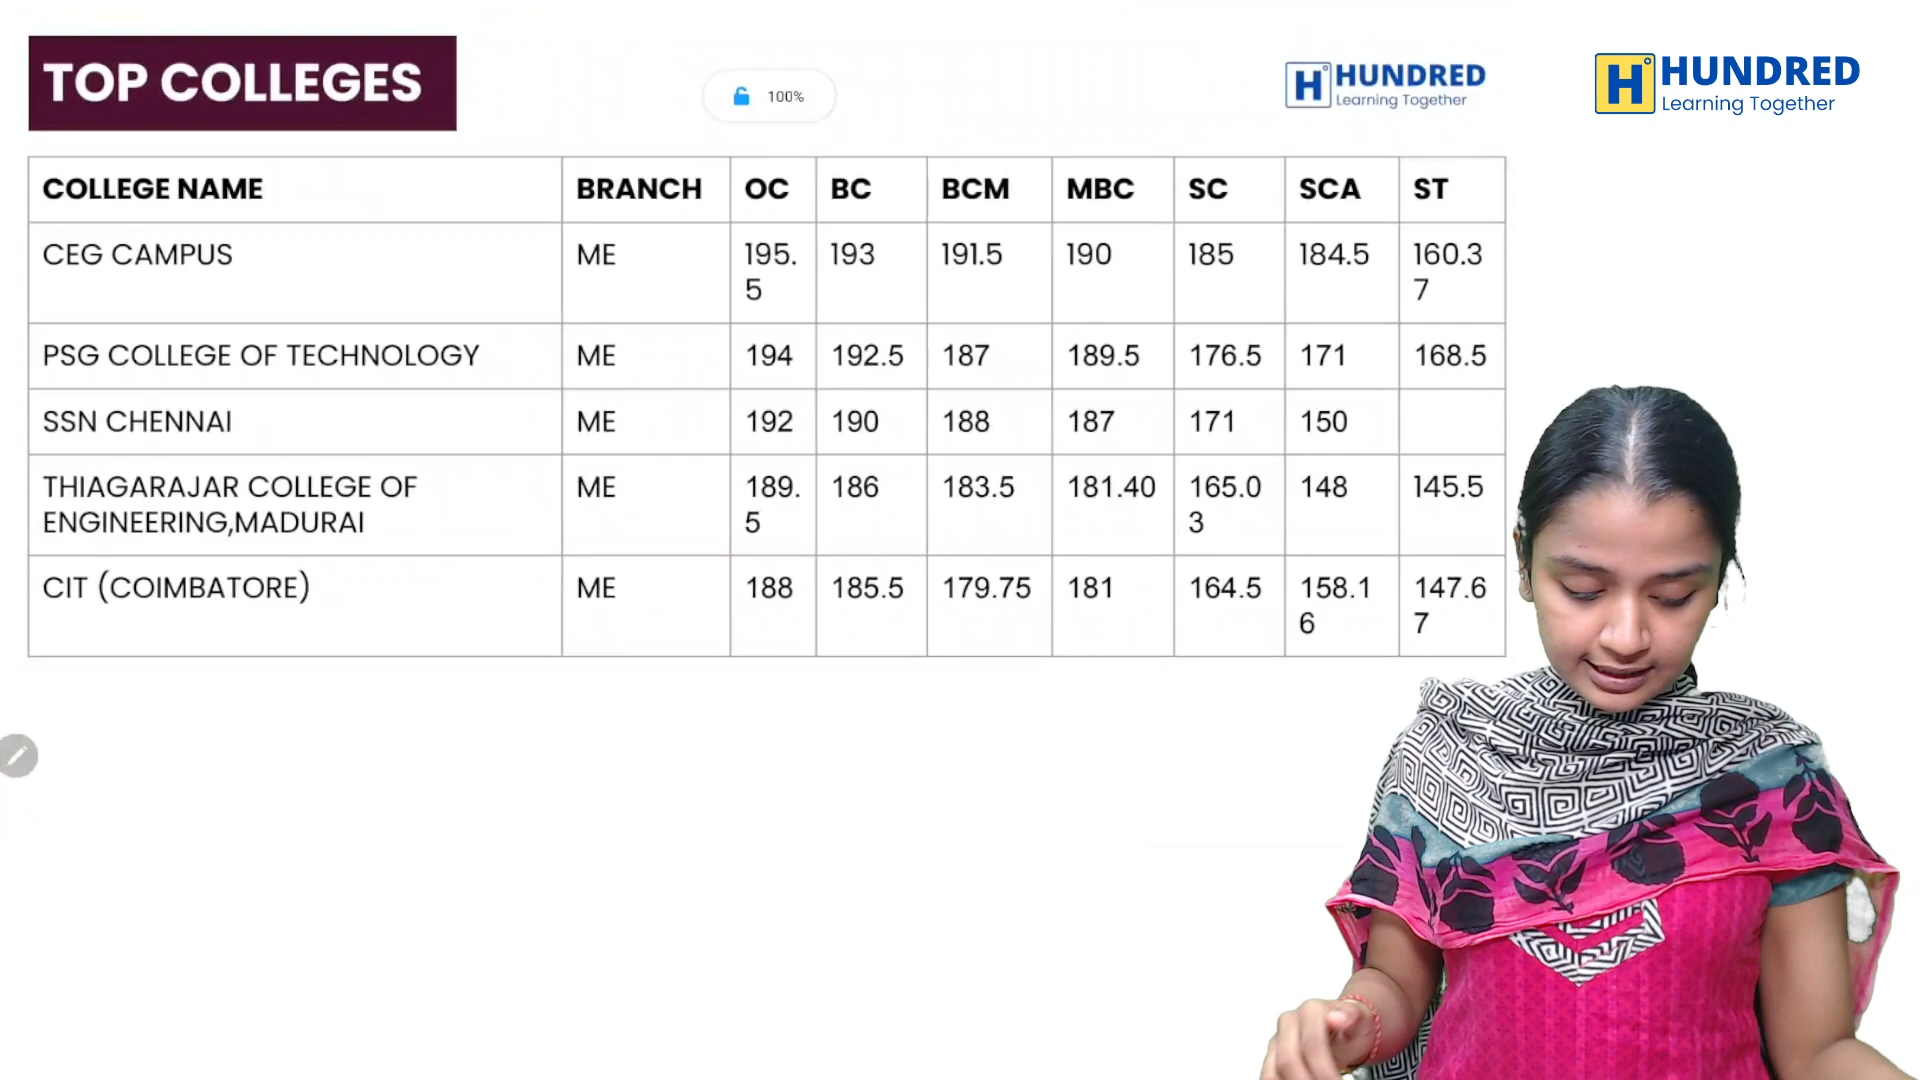 TOP COLLEGES
100%
H HUNDRED
Learning Together
H HUNDRED
Learning Together
COLLEGE NAME BRANCH OC BC BCM MBC SC SCA ST
CEG CAMPUS ME 195. 193 191.5 190 185 184.5 160.3
5 7
PSG COLLEGE OF TECHNOLOGY ME 194 192.5 187 189.5 176.5 171 168.5
SSN CHENNAI ME 192 190 188 187 171 150
THIAGARAJAR COLLEGE OF ME 189. 186 183.5 181.40 165.0 148 145.5
ENGINEERING,MADURAI 5 3
CIT (COIMBATORE) ME 188 185.5 179.75 181 164.5 158.1 147.6
6 7